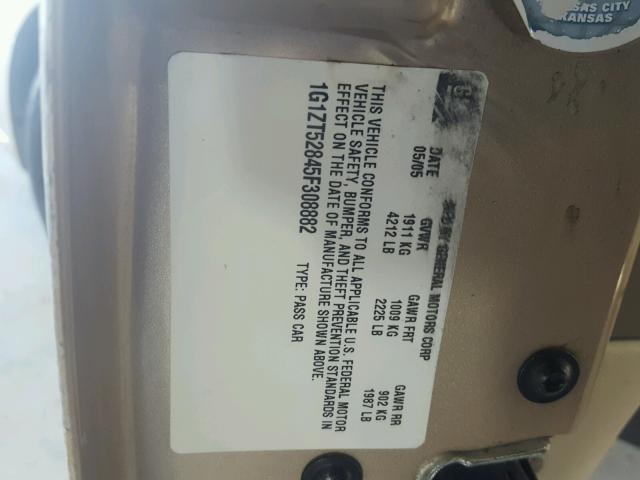 SAS CITY
KANSAS
MFD BY GENERAL MOTORS CORP
DATE GVWR GAWR FRT GAWR RR
05/05 1911 KG 1009 KG 902 KG
4212 LB 2225 LB 1987 LB
THIS VEHICLE CONFORMS TO ALL APPLICABLE U.S. FEDERAL MOTOR
VEHICLE SAFETY, BUMPER, AND THEFT PREVENTION STANDARDS IN
EFFECT ON THE DATE OF MANUFACTURE SHOWN ABOVE.
1G1ZT52845F308882 TYPE: PASS CAR